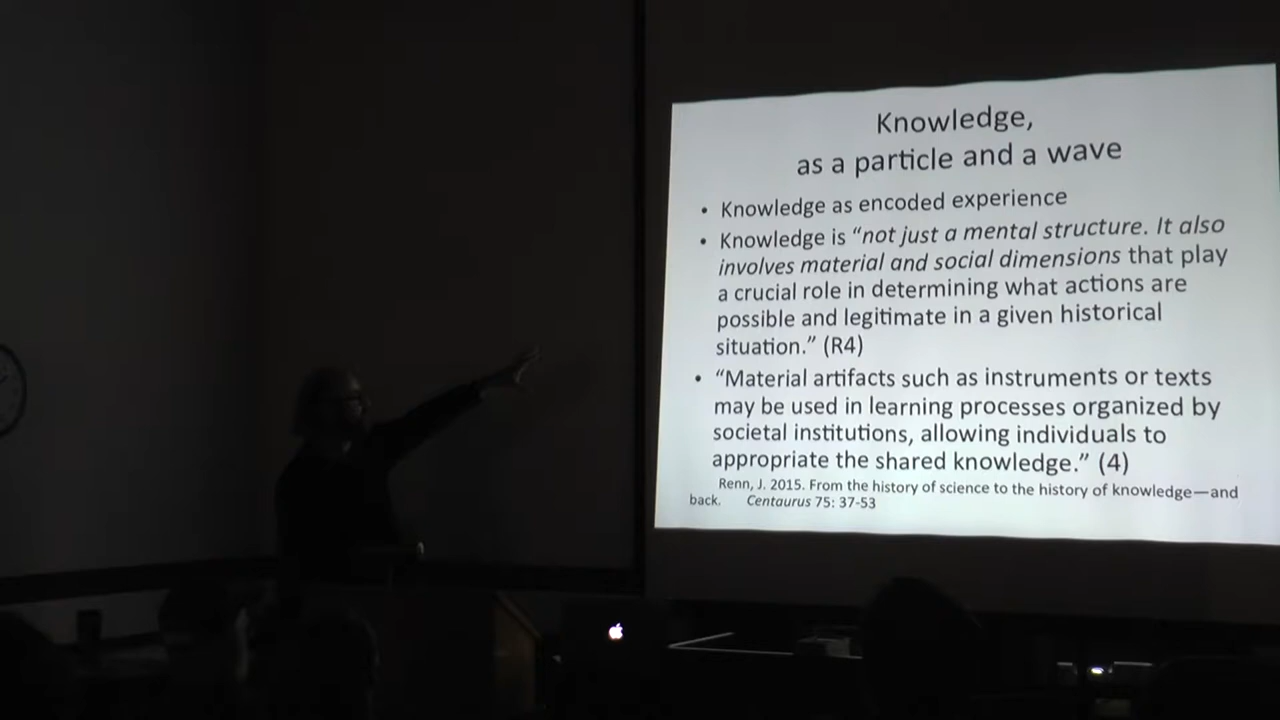 Knowledge,
as a particle and a wave
• Knowledge as encoded experience
• Knowledge is “not just a mental structure. It also
involves material and social dimensions that play
a crucial role in determining what actions are
possible and legitimate in a given historical
situation.” (R4)
• “Material artifacts such as instruments or texts
may be used in learning processes organized by
societal institutions, allowing individuals to
appropriate the shared knowledge.” (4)
Renn, J. 2015. From the history of science to the history of knowledge—and
back. Centaurus 75: 37-53